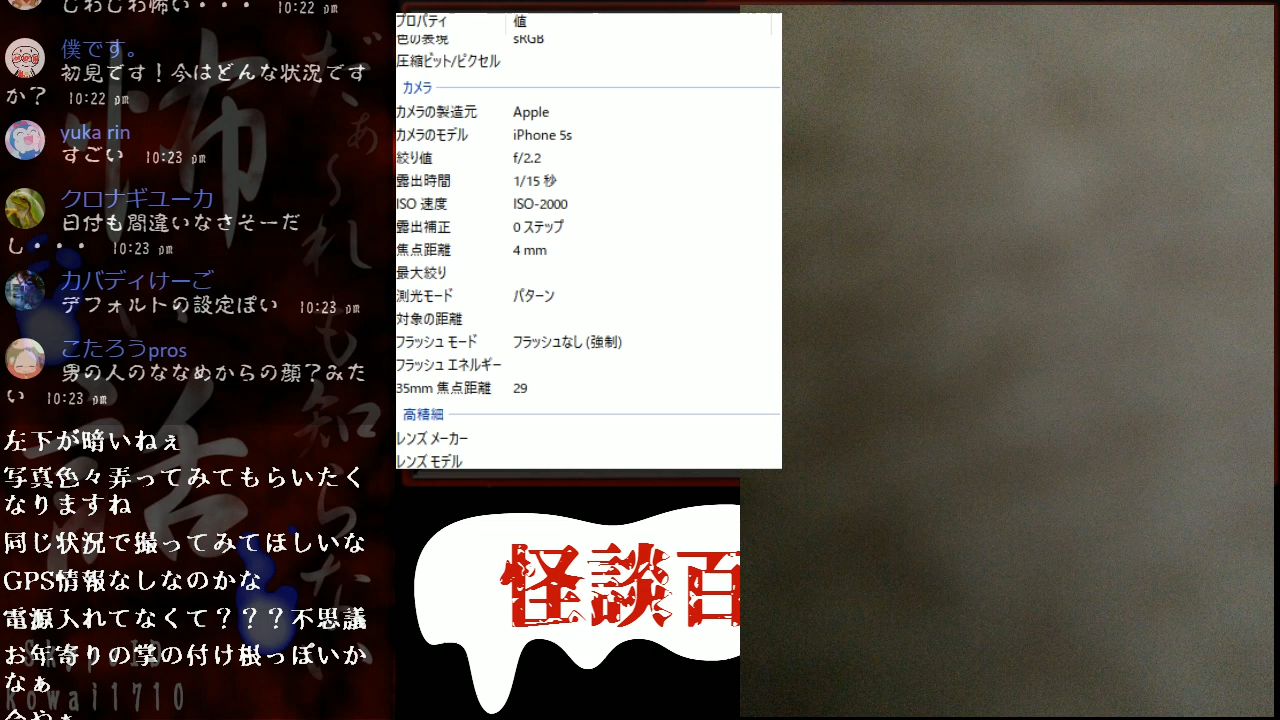 じわじわ怖い・・・ 10:22 pm
僕です。
初見です！今はどんな状況です
か？ 10:22 pm
yuka rin
すごい 10:23 pm
クロナギユーカ
日付も間違いなさそーだ
し・・・ 10:23 pm
カバディけーご
デフォルトの設定ぽい 10:23 pm
こたろうpros
男の人のななめからの顔？みた
い 10:23 pm
左下が暗いねぇ
写真色々弄ってみてもらいたく
なりますね
同じ状況で撮ってみてほしいな
GPS情報なしなのかな
電源入れてなくて？？？不思議
お年寄りの掌の付け根っぽいか
なぁ
だぁ～れも知らない
怖い話
Skype ID
Kowai1710
プロパティ 値
色の表現 sRGB
圧縮ビット/ピクセル
カメラ
カメラの製造元 Apple
カメラのモデル iPhone 5s
絞り値 f/2.2
露出時間 1/15 秒
ISO 速度 ISO-2000
露出補正 0 ステップ
焦点距離 4 mm
最大絞り
測光モード パターン
対象の距離
フラッシュ モード フラッシュなし (強制)
フラッシュ エネルギー
35mm 焦点距離 29
高精細
レンズ メーカー
レンズ モデル
怪談百